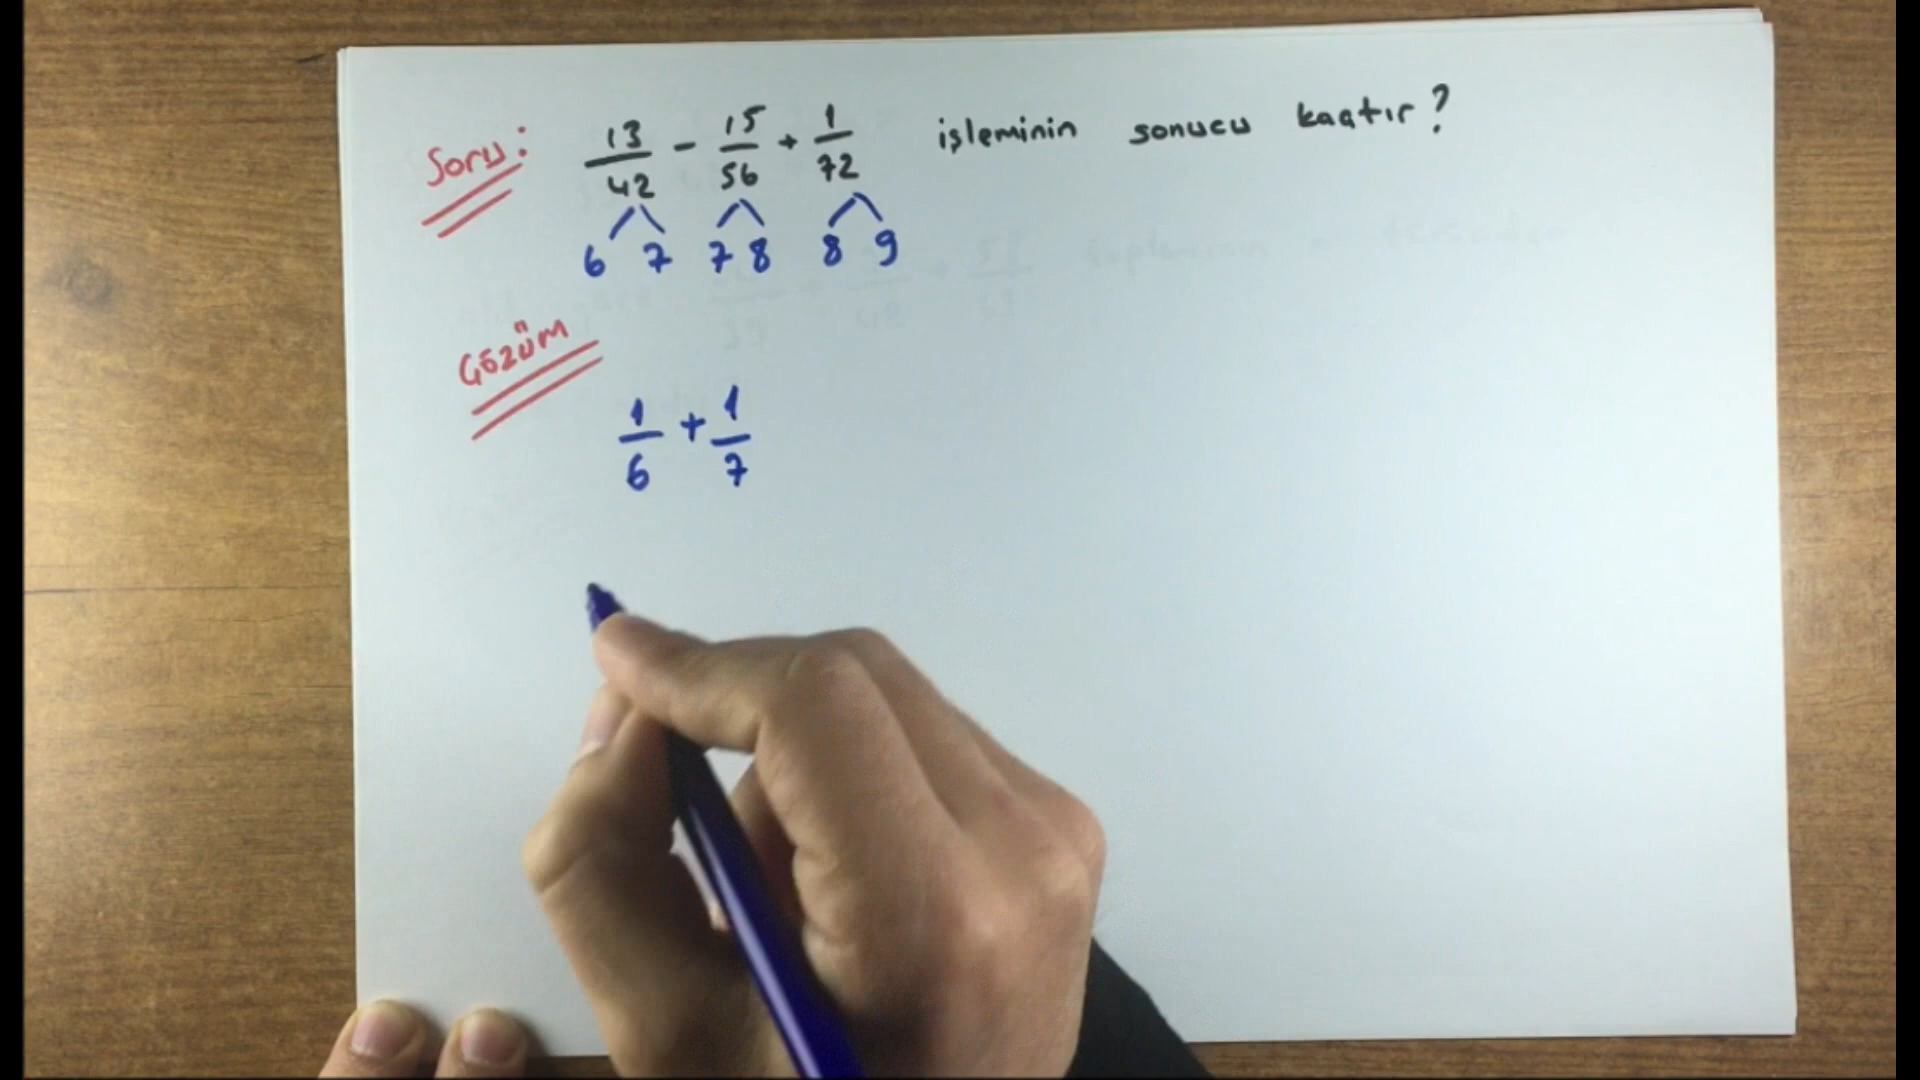 Soru: 13/42 - 15/56 + 1/72 işleminin sonucu kaçtır?
6 7 7 8 8 9
Çözüm
1/6 + 1/7